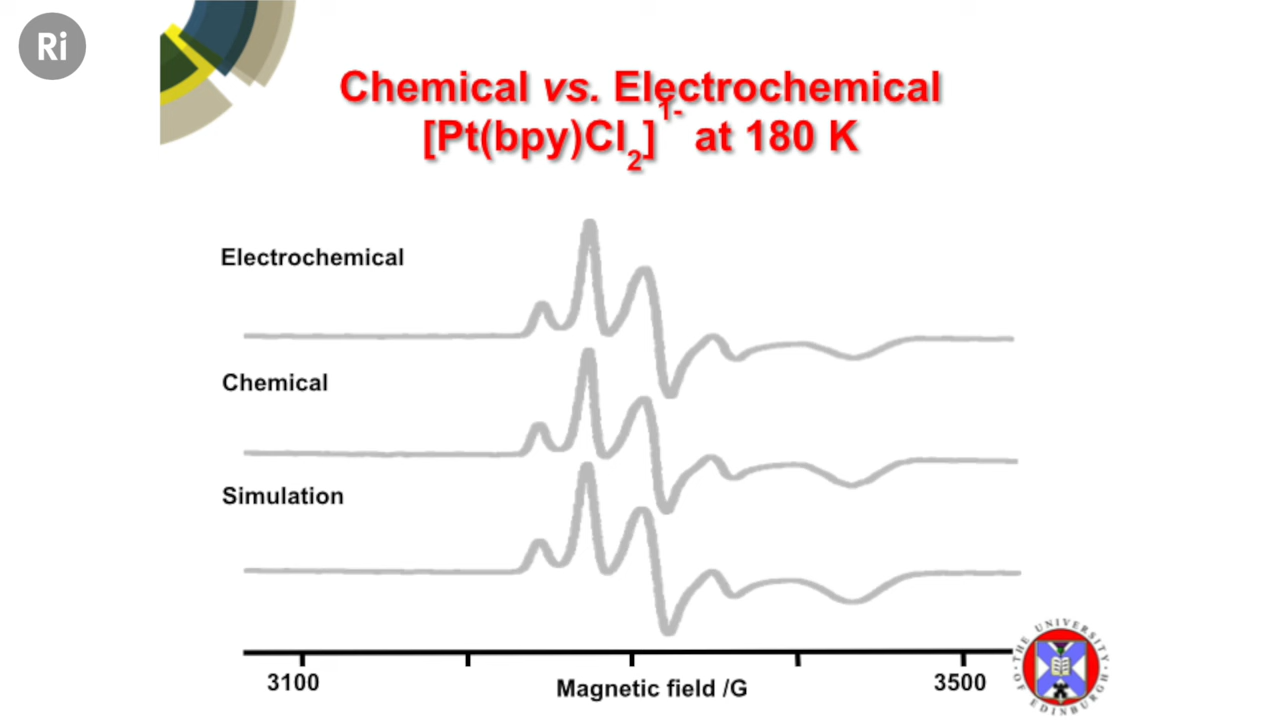 Ri
Chemical vs. Electrochemical
[Pt(bpy)Cl2]1- at 180 K
Electrochemical
Chemical
Simulation
3100
Magnetic field /G
3500
THE UNIVERSITY
OF EDINBURGH